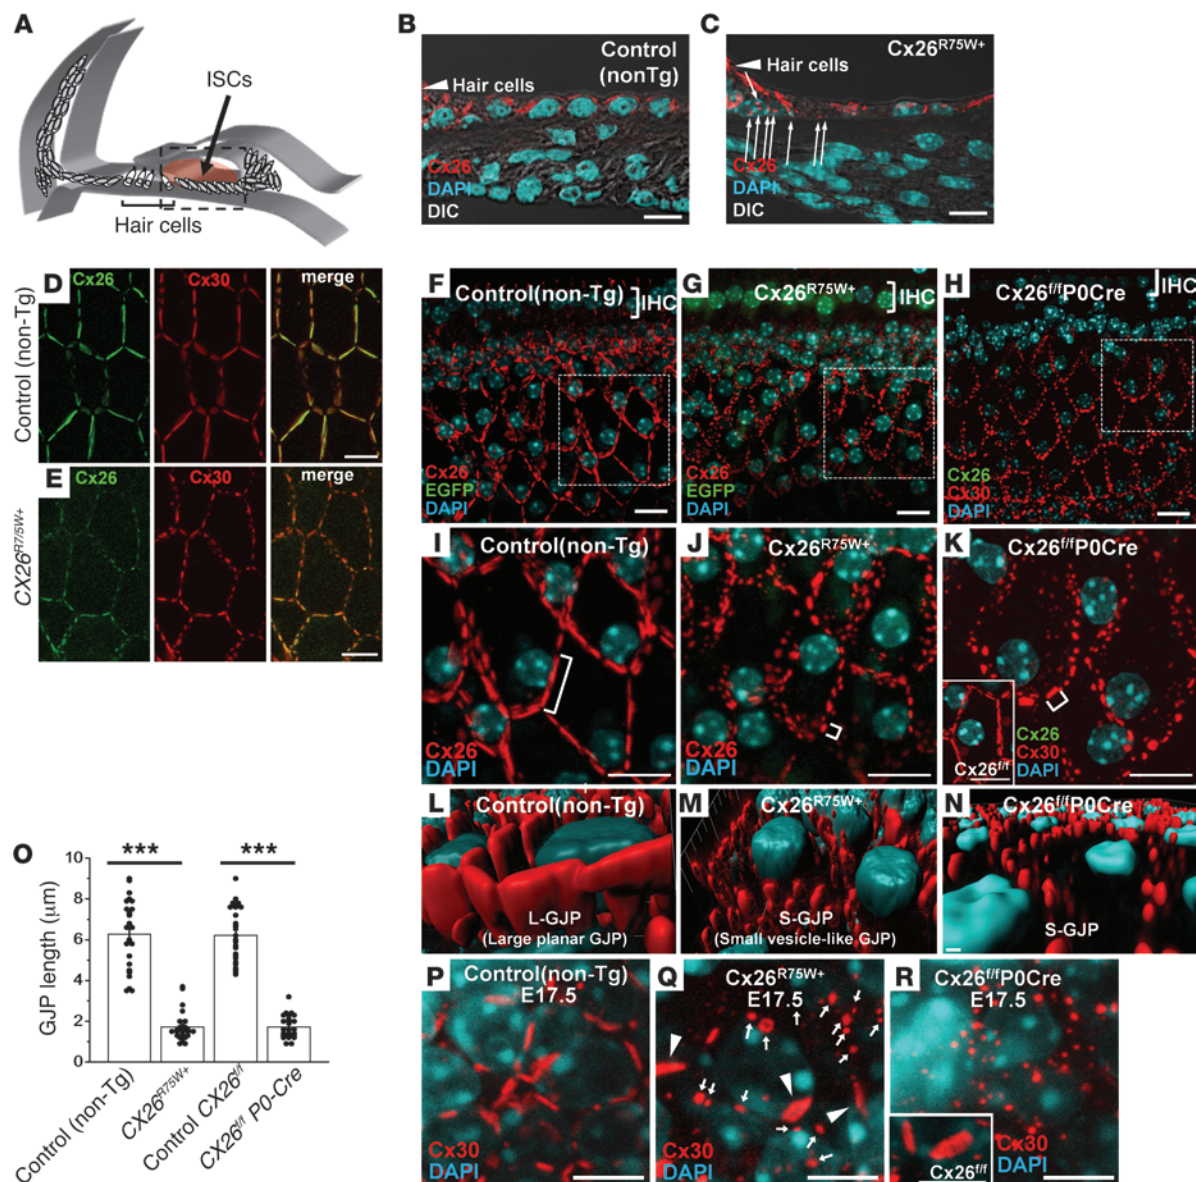 A
ISCs
Hair cells
B
Control
(nonTg)
Hair cells
Cx26
DAPI
DIC
C
Cx26R75W+
Hair cells
Cx26
DAPI
DIC
D
Cx26
Cx30
merge
Control (non-Tg)
E
Cx26
Cx30
merge
CX26R7/5W+
F
Control(non-Tg)
IHC
Cx26
EGFP
DAPI
G
Cx26R75W+
IHC
Cx26
EGFP
DAPI
H
Cx26f/fP0Cre
IHC
Cx26
Cx30
DAPI
I
Control(non-Tg)
Cx26
DAPI
J
Cx26R75W+
Cx26
DAPI
K
Cx26f/fP0Cre
Cx26
Cx30
DAPI
Cx26f/f
L
Control(non-Tg)
L-GJP
(Large planar GJP)
M
Cx26R75W+
S-GJP
(Small vesicle-like GJP)
N
Cx26f/fP0Cre
S-GJP
O
GJP length (μm)
10
8
6
4
2
0
***
***
Control (non-Tg)
CX26R75W+
Control CX26f/f
CX26f/f P0-Cre
P
Control(non-Tg)
E17.5
Cx30
DAPI
Q
Cx26R75W+
E17.5
Cx30
DAPI
R
Cx26f/fP0Cre
E17.5
Cx30
DAPI
Cx26f/f